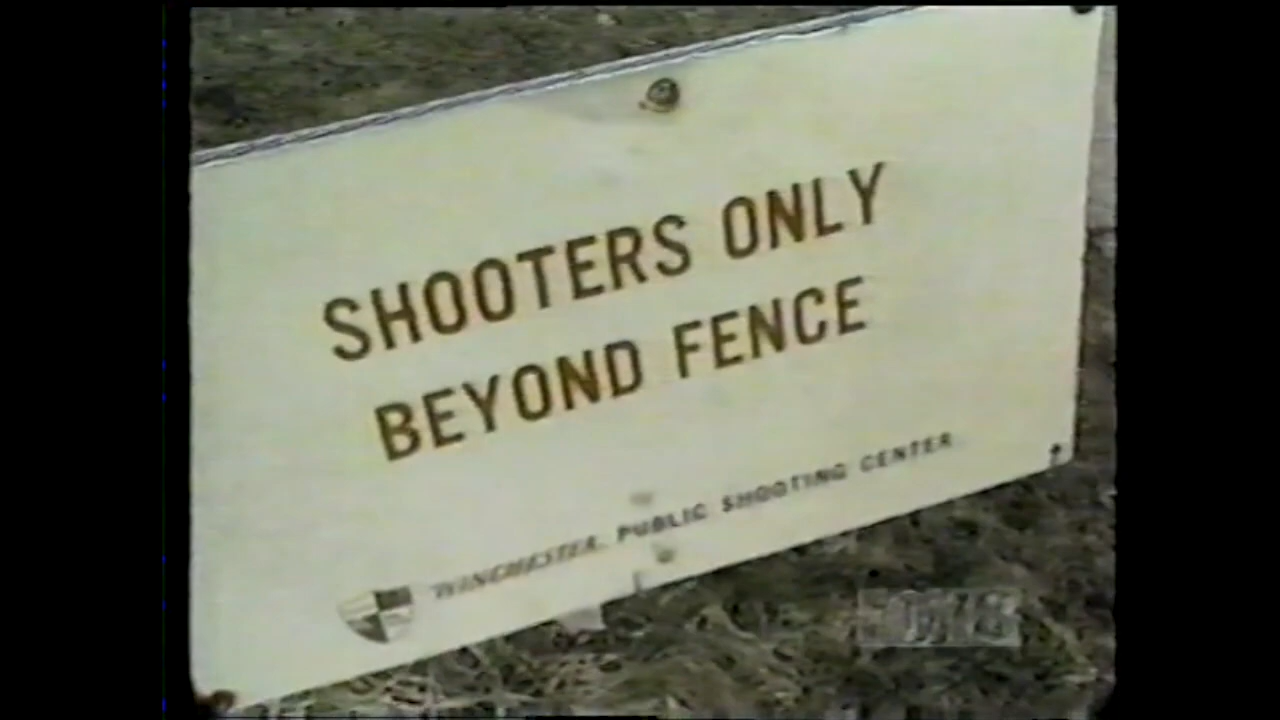 SHOOTERS ONLY
BEYOND FENCE
WINCHESTER PUBLIC SHOOTING CENTER